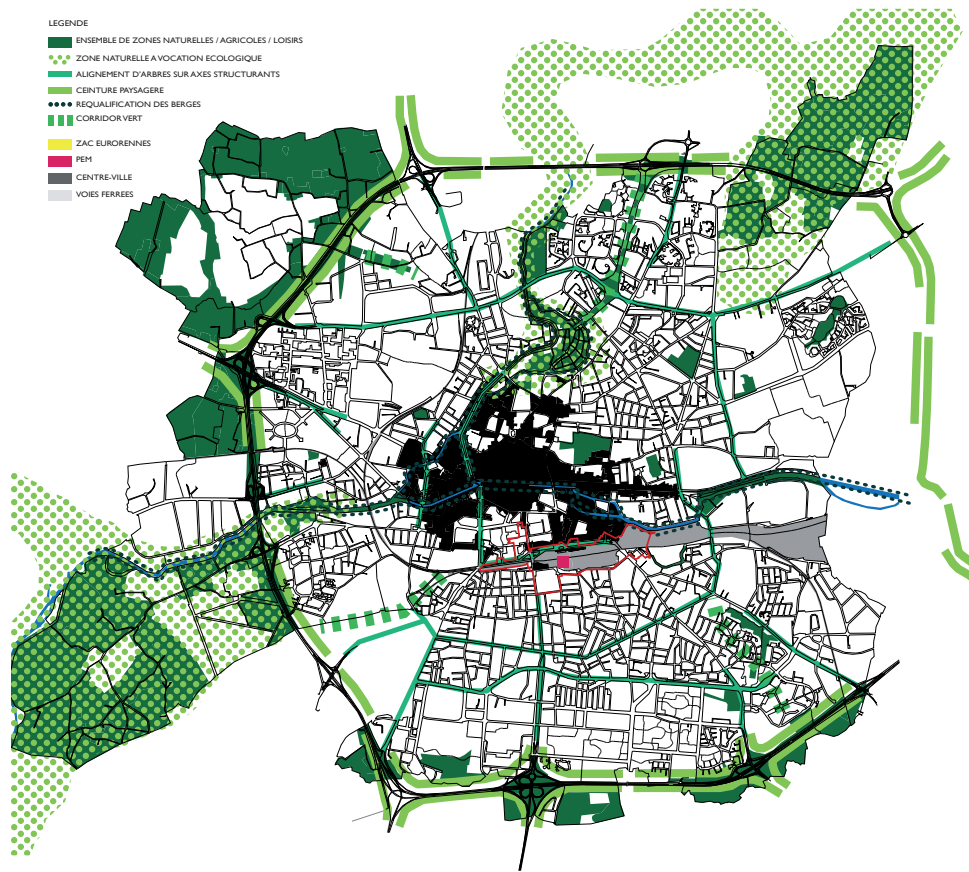 LEGENDE
ENSEMBLE DE ZONES NATURELLES / AGRICOLES / LOISIRS
ZONE NATURELLE A VOCATION ECOLOGIQUE
ALIGNEMENT D'ARBRES SUR AXES STRUCTURANTS
CEINTURE PAYSAGERE
REQUALIFICATION DES BERGES
CORRIDOR VERT
ZAC EURORENNES
PEM
CENTRE-VILLE
VOIES FERREES